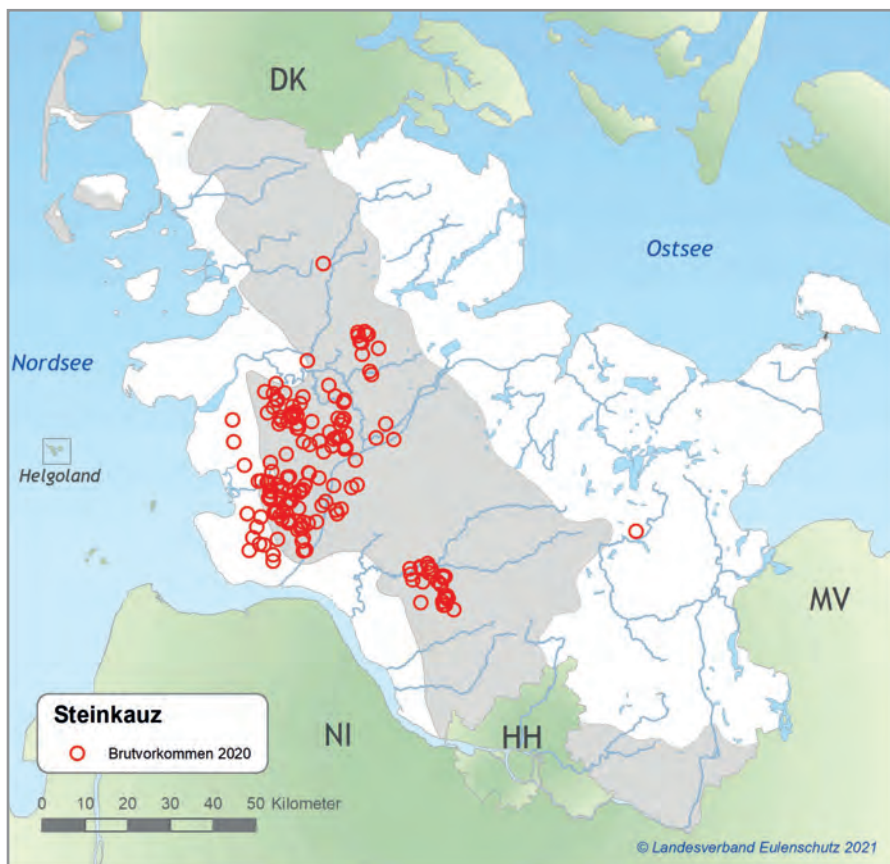 DK
Ostsee
Nordsee
Helgoland
MV
Steinkauz
Brutvorkommen 2020
NI
HH
0 10 20 30 40 50 Kilometer
© Landesverband Eulenschutz 2021